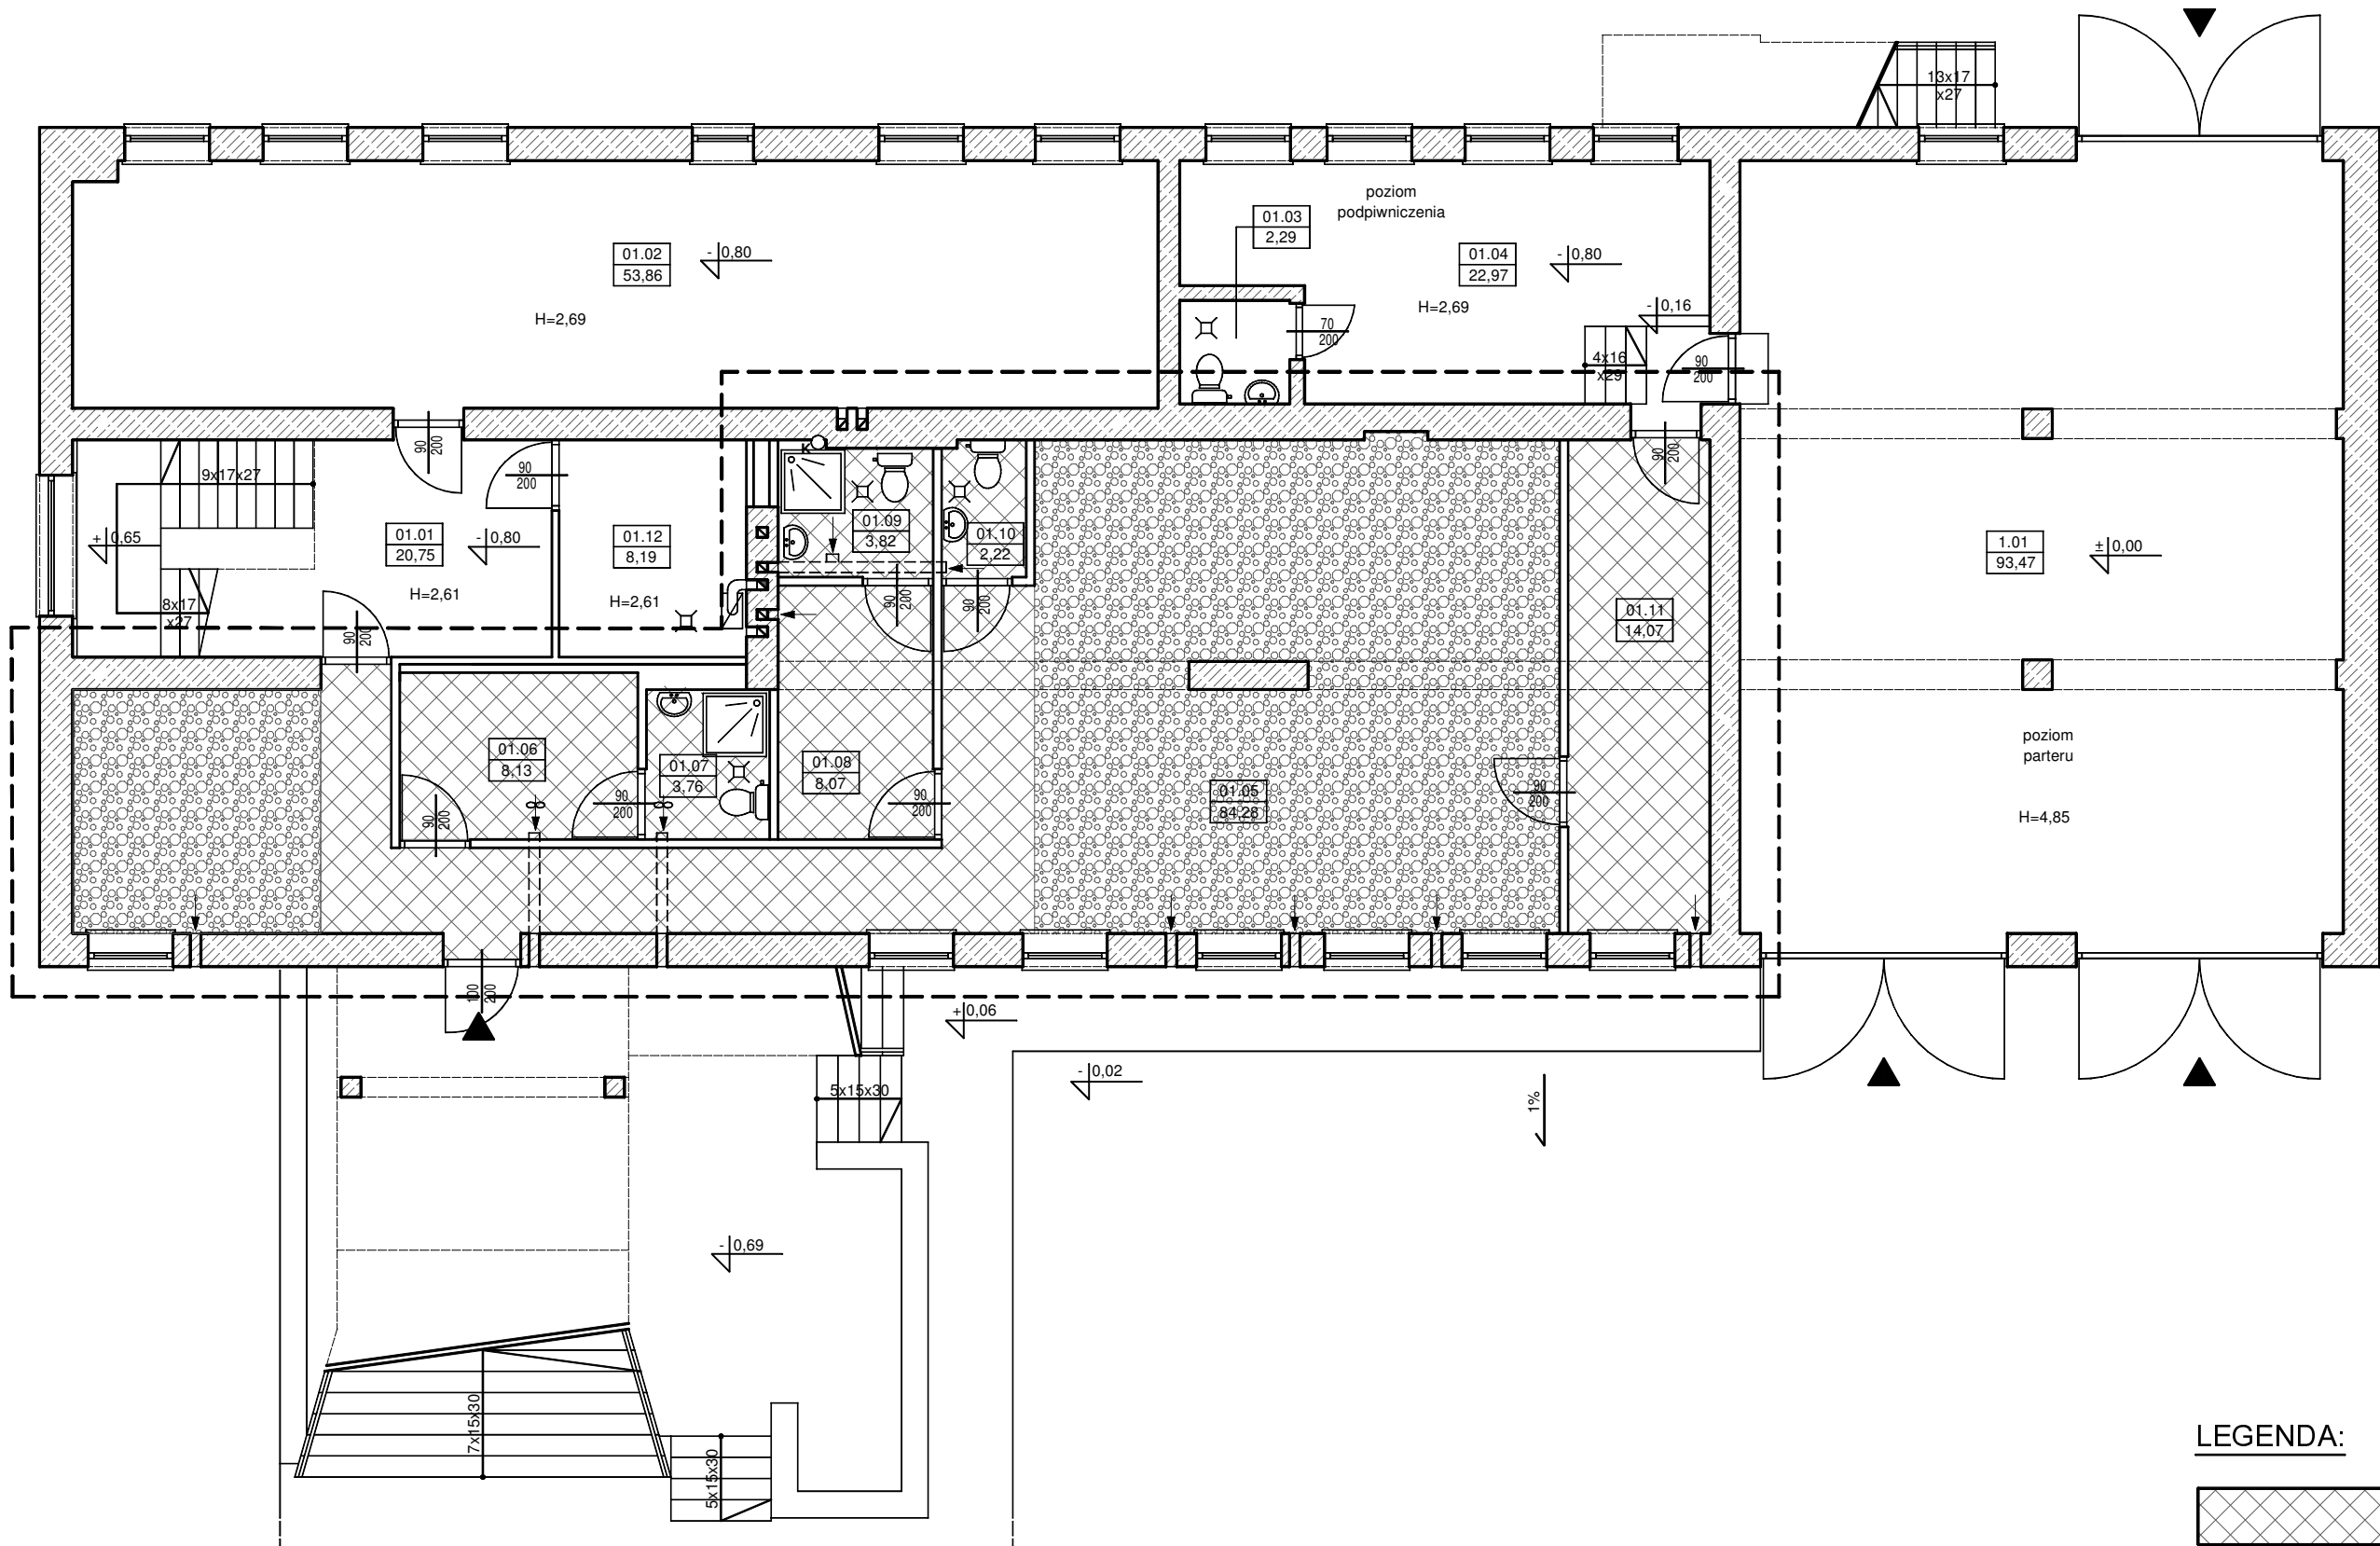 13x17
x27
poziom
podpiwniczenia
01.03
2,29
01.02
53,86
- 0,80
H=2,69
01.04
22,97
- 0,80
H=2,69
- 0,16
70
200
4x16
x29
90
200
90
200
90
200
90
200
9x17x27
+ 0,65
01.01
20,75
- 0,80
H=2,61
8x17
x27
90
200
01.12
8,19
H=2,61
K
01.09
3,82
01.10
2,22
90
200
90
200
1.01
93,47
± 0,00
01.11
14,07
01.06
8,13
90
200
90
200
01.07
3,76
01.08
8,07
90
200
01.05
84,28
90
200
poziom
parteru
H=4,85
100
200
+ 0,06
- 0,02
1%
5x15x30
- 0,69
7x15x30
5x15x30
LEGENDA: